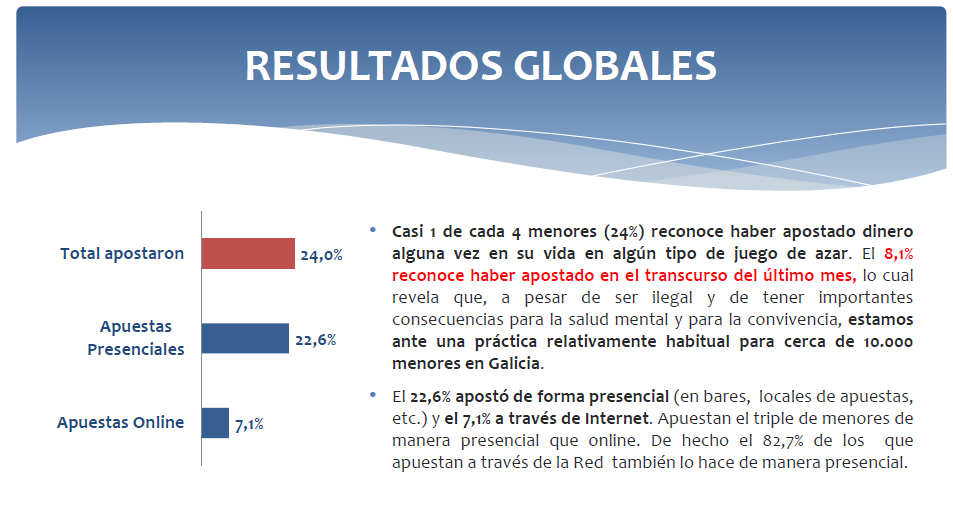 RESULTADOS GLOBALES
Total apostaron
24,0%
Apuestas
Presenciales
22,6%
Apuestas Online
7,1%
• Casi 1 de cada 4 menores (24%) reconoce haber apostado dinero
alguna vez en su vida en algún tipo de juego de azar. El 8,1%
reconoce haber apostado en el transcurso del último mes, lo cual
revela que, a pesar de ser ilegal y de tener importantes
consecuencias para la salud mental y para la convivencia, estamos
ante una práctica relativamente habitual para cerca de 10.000
menores en Galicia.
• El 22,6% apostó de forma presencial (en bares, locales de apuestas,
etc.) y el 7,1% a través de Internet. Apuestan el triple de menores de
manera presencial que online. De hecho el 82,7% de los que
apuestan a través de la Red también lo hace de manera presencial.